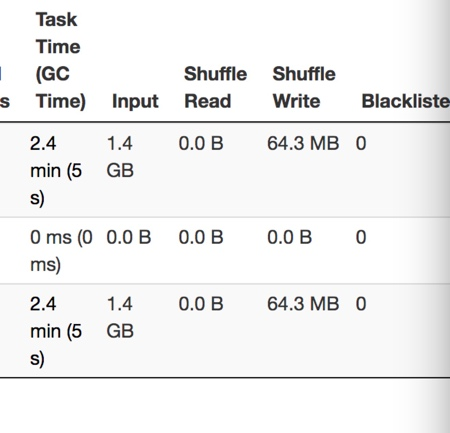 Task
Time
(GC Shuffle Shuffle
s Time) Input Read Write Blackliste
2.4 1.4 0.0 B 64.3 MB 0
min (5 GB
s)
0 ms (0 0.0 B 0.0 B 0.0 B 0
ms)
2.4 1.4 0.0 B 64.3 MB 0
min (5 GB
s)